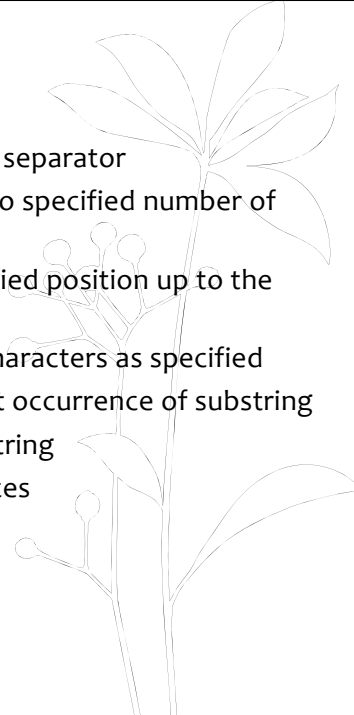 separator
o specified number of
ied position up to the
haracters as specified
t occurrence of substring
tring
tes